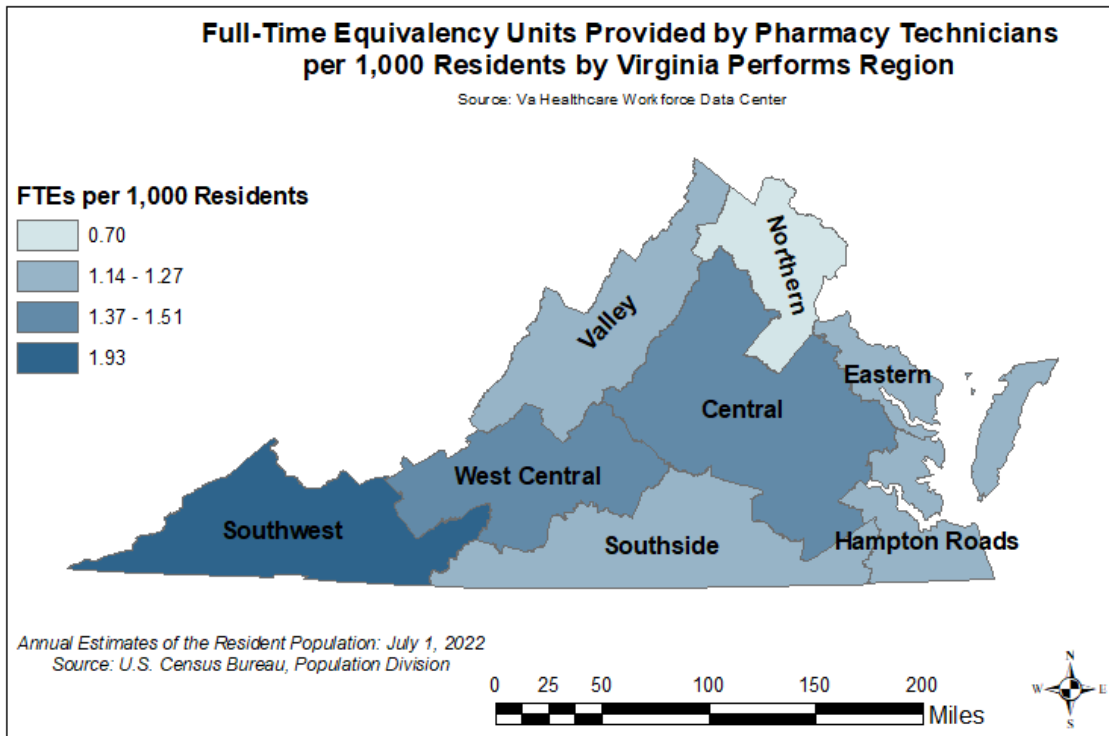 Full-Time Equivalency Units Provided by Pharmacy Technicians
per 1,000 Residents by Virginia Performs Region
Source: Va Healthcare Workforce Data Center
FTEs per 1,000 Residents
0.70
1.14 - 1.27
1.37 - 1.51
1.93
Northern
Valley
Eastern
Central
West Central
Southwest
Southside
Hampton Roads
Annual Estimates of the Resident Population: July 1, 2022
Source: U.S. Census Bureau, Population Division
0 25 50 100 150 200
Miles
N
W E
S